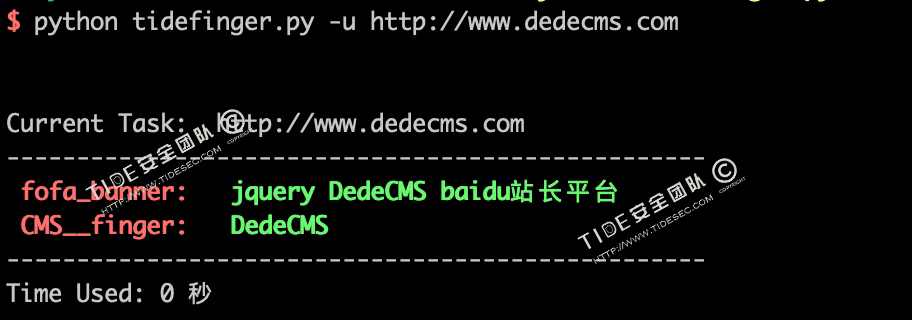 $ python tidefinger.py -u http://www.dedecms.com
Current Task:  http://www.dedecms.com
--------------------------------------------------
fofa_banner:   jquery DedeCMS baidu站长平台
CMS__finger:   DedeCMS
--------------------------------------------------
Time Used: 0 秒
TIDE安全团队 ©
HTTP://WWW.TIDESEC.COM
COPYRIGHT
TIDE安全团队 ©
HTTP://WWW.TIDESEC.COM
COPYRIGHT